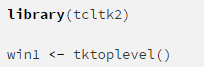 library(tcltk2)
win1 <- tktoplevel()